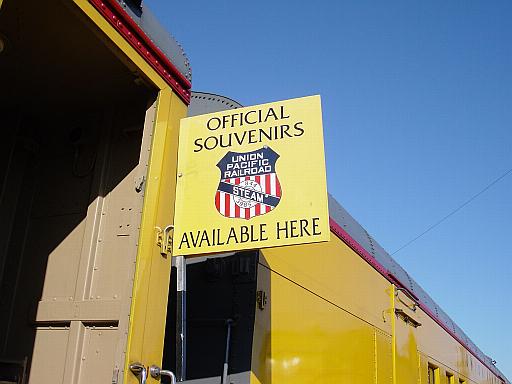 OFFICIAL
SOUVENIRS
UNION
PACIFIC
RAILROAD
STEAM
AVAILABLE HERE